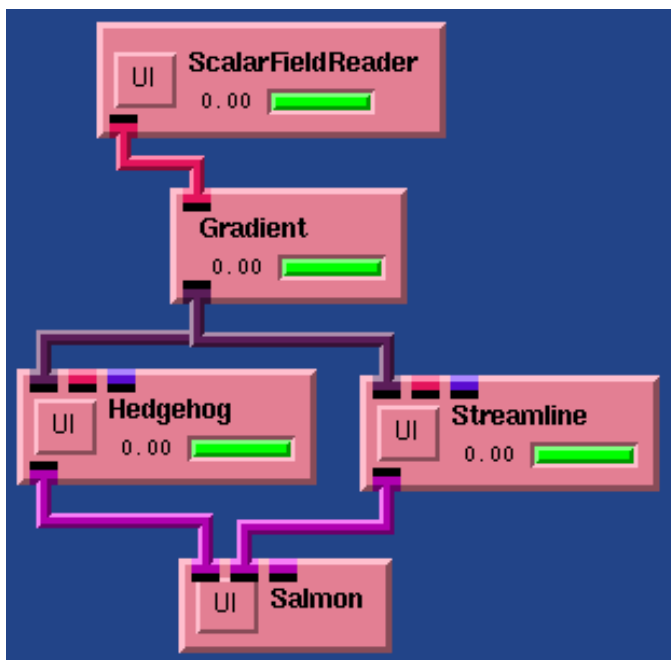 UI ScalarFieldReader
0.00
Gradient
0.00
UI Hedgehog
0.00
UI Streamline
0.00
UI Salmon